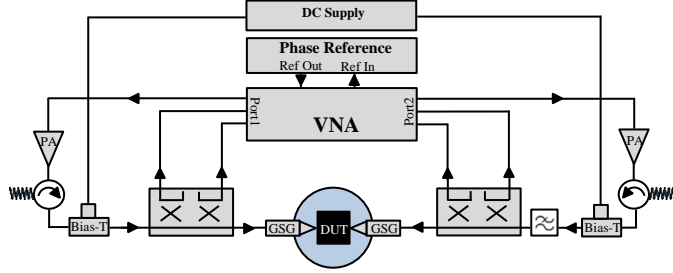 DC Supply
Phase Reference
Ref Out Ref In
Port1
VNA
Port2
PA
PA
Bias-T
GSG
DUT
GSG
Bias-T